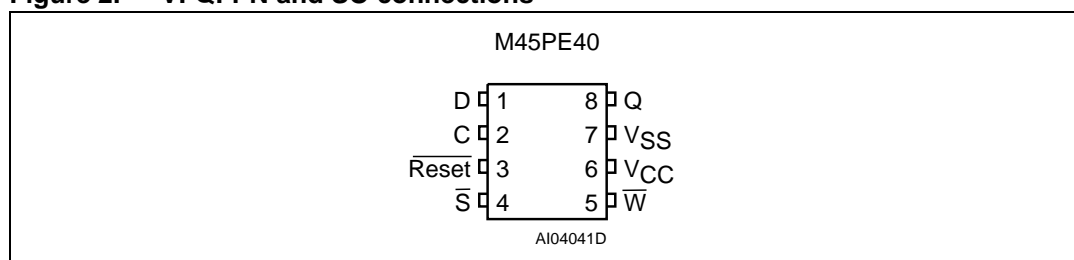 M45PE40
D 1 8 Q
C 2 7 VSS
Reset 3 6 VCC
S 4 5 W
AI04041D